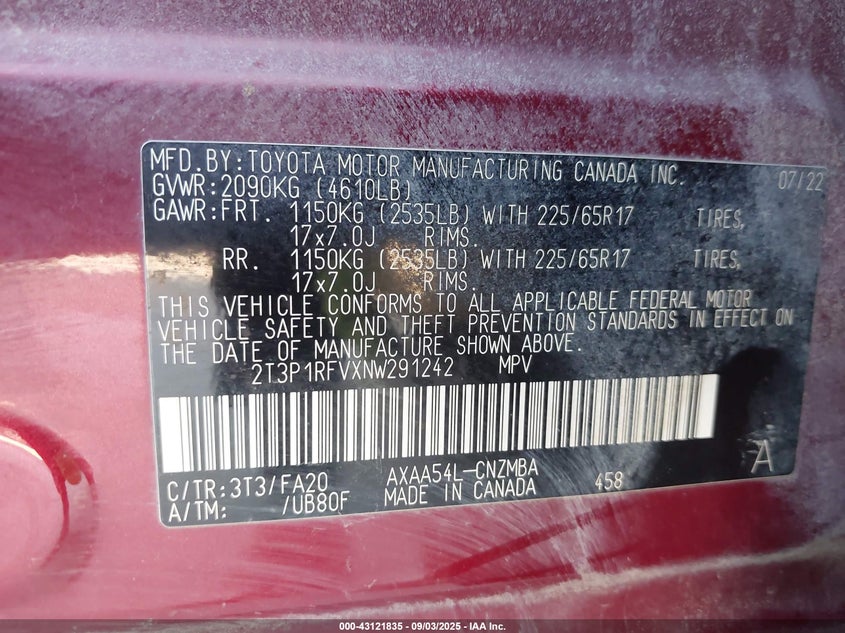 MFD.BY:TOYOTA MOTOR MANUFACTURING CANADA INC. 07/22
GVWR:2090KG (4610LB)
GAWR:FRT. 1150KG (2535LB) WITH 225/65R17 TIRES,
17x7.0J RIMS.
RR. 1150KG (2535LB) WITH 225/65R17 TIRES,
17x7.0J RIMS.
THIS VEHICLE CONFORMS TO ALL APPLICABLE FEDERAL MOTOR
VEHICLE SAFETY AND THEFT PREVENTION STANDARDS IN EFFECT ON
THE DATE OF MANUFACTURE SHOWN ABOVE.
2T3P1RFVXNW291242 MPV
A
C/TR:3T3/FA20 AXAA54L-CNZMBA 458
A/TM: /UB80F MADE IN CANADA
000-43121835 - 09/03/2025 - IAA Inc.